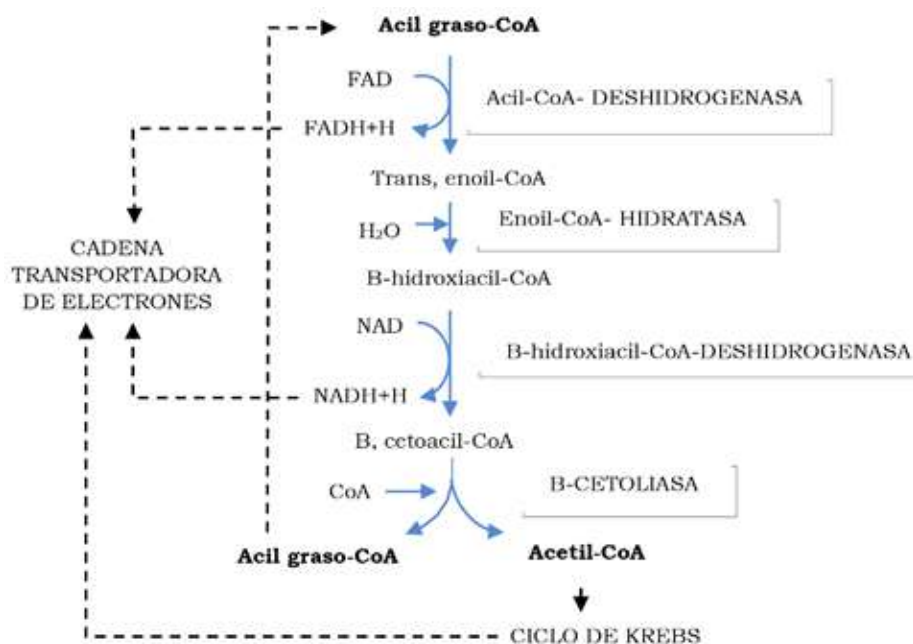 Acil graso-CoA
FAD
Acil-CoA- DESHIDROGENASA
FADH+H
Trans, enoil-CoA
Enoil-CoA- HIDRATASA
H₂O
CADENA
TRANSPORTADORA
DE ELECTRONES
B-hidroxiacil-CoA
NAD
B-hidroxiacil-CoA-DESHIDROGENASA
NADH+H
B, cetoacil-CoA
CoA
B-CETOLIASA
Acil graso-CoA
Acetil-CoA
CICLO DE KREBS